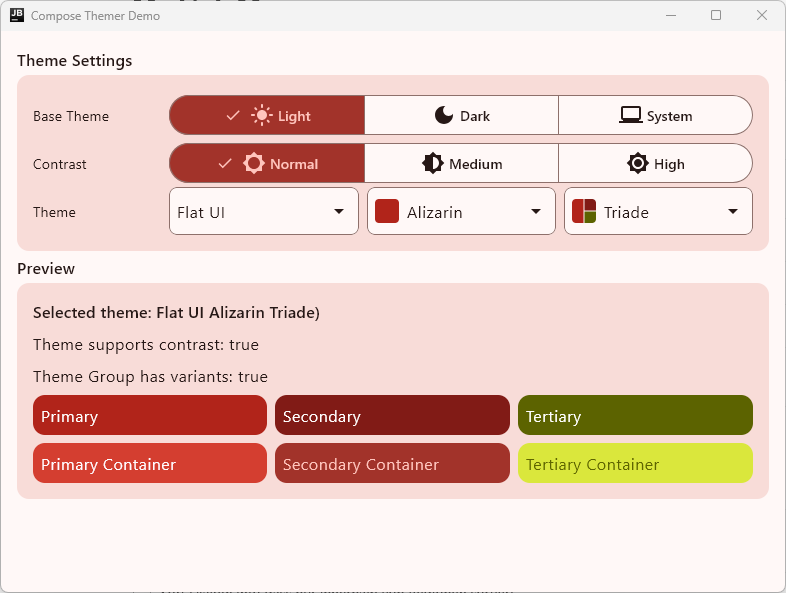 JB
Compose Themer Demo
Theme Settings
Base Theme
Light
Dark
System
Contrast
Normal
Medium
High
Theme
Flat UI
Alizarin
Triade
Preview
Selected theme: Flat UI Alizarin Triade)
Theme supports contrast: true
Theme Group has variants: true
Primary
Secondary
Tertiary
Primary Container
Secondary Container
Tertiary Container